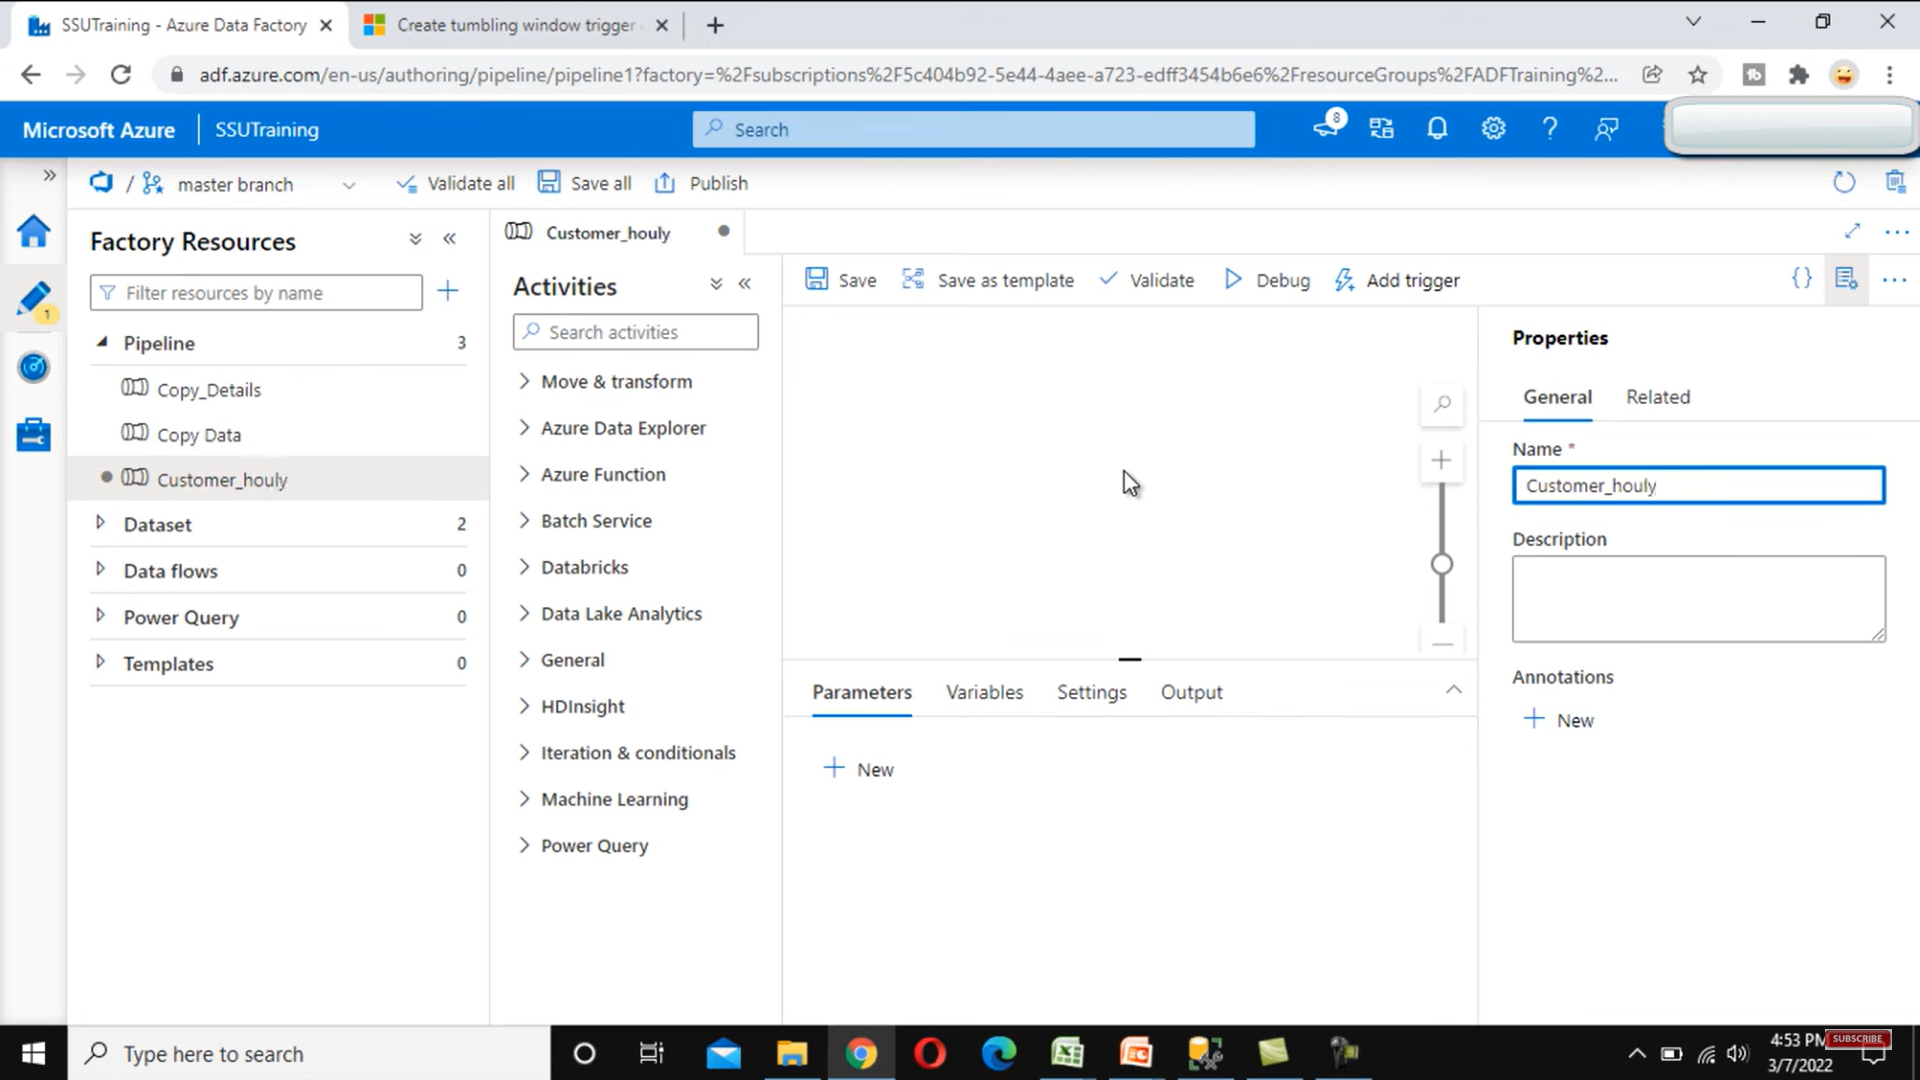 SSUTraining - Azure Data Factory
Create tumbling window trigger
adf.azure.com/en-us/authoring/pipeline/pipeline1?factory=%2Fsubscriptions%2F5c404b92-5e44-4aee-a723-edff3454b6e6%2FresourceGroups%2FADFTraining%2...
Microsoft Azure
SSUTraining
Search
8
/ master branch
Validate all
Save all
Publish
Factory Resources
Customer_houly
Filter resources by name
1
Pipeline 3
Copy_Details
Copy Data
Customer_houly
Dataset 2
Data flows 0
Power Query 0
Templates 0
Activities
Search activities
Move & transform
Azure Data Explorer
Azure Function
Batch Service
Databricks
Data Lake Analytics
General
HDInsight
Iteration & conditionals
Machine Learning
Power Query
Save
Save as template
Validate
Debug
Add trigger
{}
Parameters
Variables
Settings
Output
New
Properties
General
Related
Name *
Customer_houly
Description
Annotations
New
Type here to search
4:53 PM
SUBSCRIBE
3/7/2022